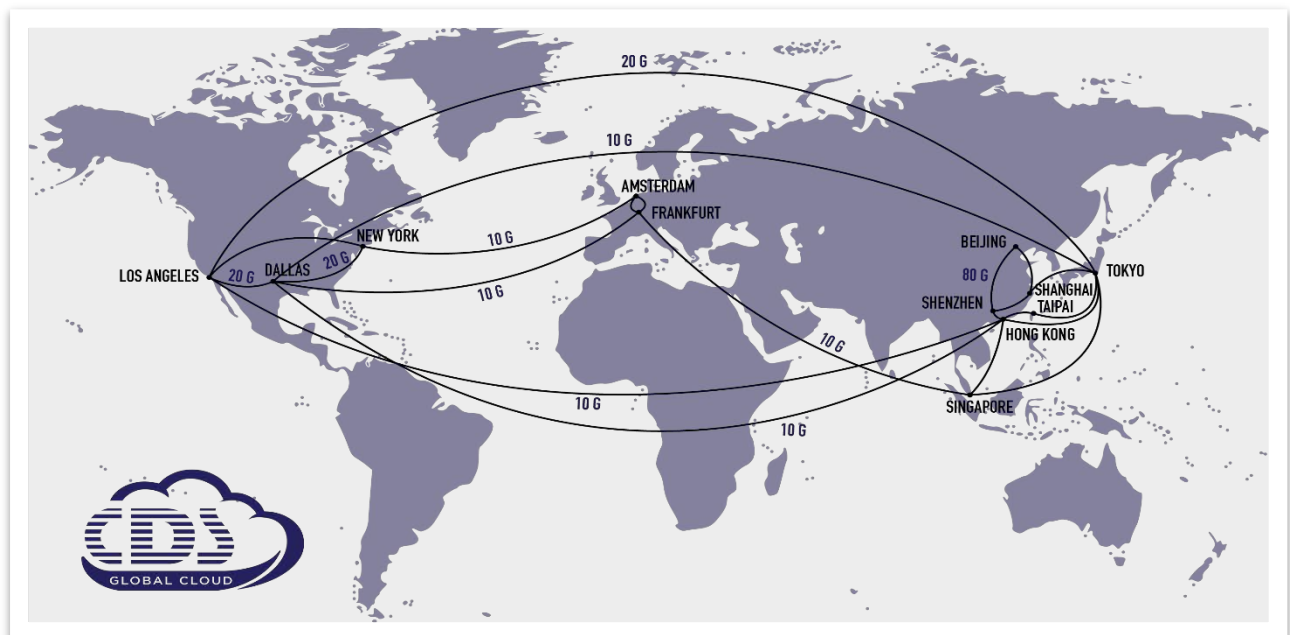 20 G
10 G
AMSTERDAM
FRANKFURT
NEW YORK
10 G
BEIJING
LOS ANGELES
20 G
DALLAS
20 G
80 G
TOKYO
10 G
SHANGHAI
SHENZHEN
TAIPAI
HONG KONG
10 G
10 G
SINGAPORE
10 G
CDS
GLOBAL CLOUD